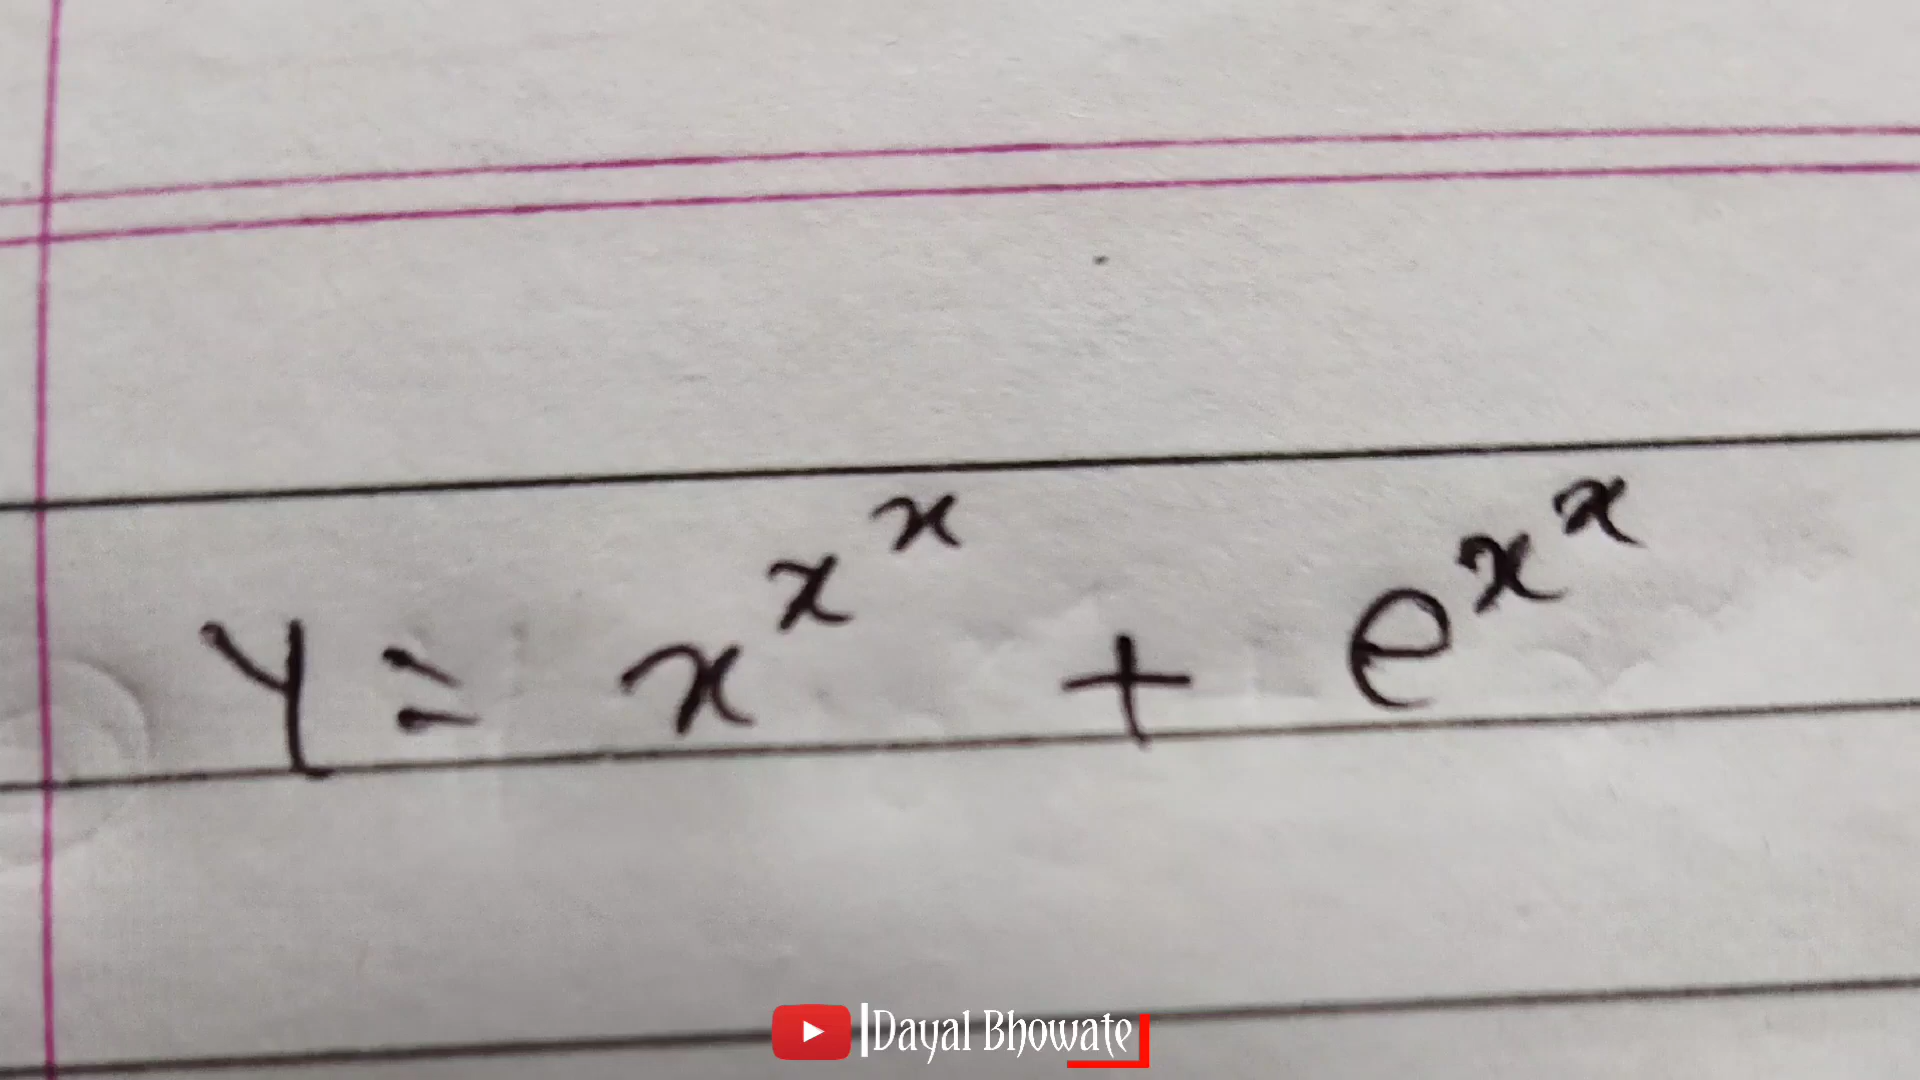 y = x^x^x + e^x^x
Dayal Bhowate